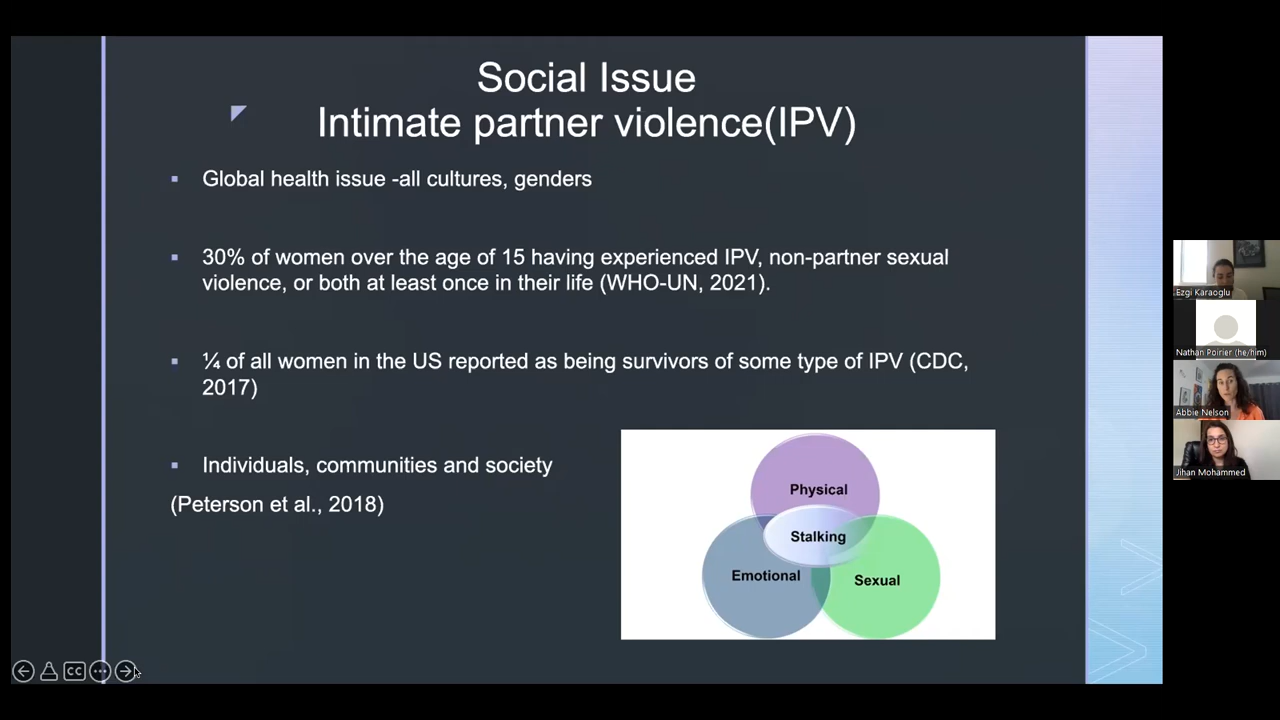 Social Issue
Intimate partner violence(IPV)
Global health issue -all cultures, genders
30% of women over the age of 15 having experienced IPV, non-partner sexual
violence, or both at least once in their life (WHO-UN, 2021).
¼ of all women in the US reported as being survivors of some type of IPV (CDC,
2017)
Individuals, communities and society
(Peterson et al., 2018)
Physical
Stalking
Emotional
Sexual
CC
Ezgi Karaoglu
Nathan Poirier (he/him)
Abbie Nelson
Jihan Mohammed